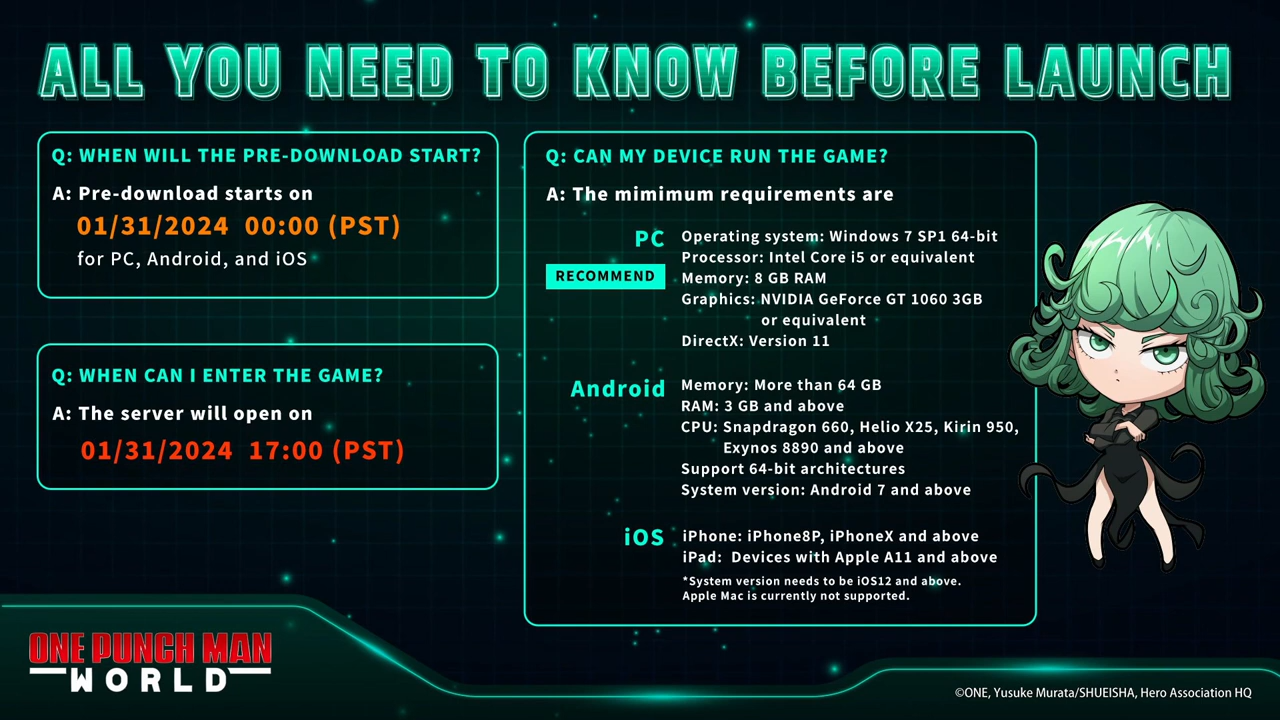 ALL YOU NEED TO KNOW BEFORE LAUNCH
Q: WHEN WILL THE PRE-DOWNLOAD START?
A: Pre-download starts on
01/31/2024 00:00 (PST)
for PC, Android, and iOS
Q: WHEN CAN I ENTER THE GAME?
A: The server will open on
01/31/2024 17:00 (PST)
Q: CAN MY DEVICE RUN THE GAME?
A: The mimimum requirements are
PC
RECOMMEND
Operating system: Windows 7 SP1 64-bit
Processor: Intel Core i5 or equivalent
Memory: 8 GB RAM
Graphics: NVIDIA GeForce GT 1060 3GB
or equivalent
DirectX: Version 11
Android
Memory: More than 64 GB
RAM: 3 GB and above
CPU: Snapdragon 660, Helio X25, Kirin 950,
Exynos 8890 and above
Support 64-bit architectures
System version: Android 7 and above
iOS
iPhone: iPhone8P, iPhoneX and above
iPad: Devices with Apple A11 and above
*System version needs to be iOS12 and above.
Apple Mac is currently not supported.
ONE PUNCH MAN
WORLD
©ONE, Yusuke Murata/SHUEISHA, Hero Association HQ